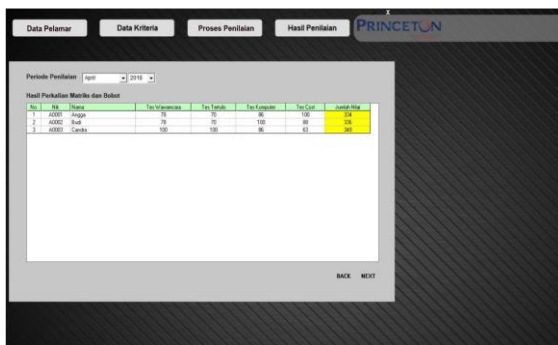 Data Pelamar Data Kriteria Proses Penilaian Hasil Penilaian X PRINCETON
Periode Penilaian April 2016
Hasil Perkalian Matriks dan Bobot
No Nik Nama Tes Wawancara Tes Tertulis Tes Komputer Tes Cast Jumlah Nilai
1 A0001 Angga 78 70 86 100 334
2 A0002 Budi 78 70 100 88 336
3 A0003 Candra 100 100 86 63 349
BACK NEXT